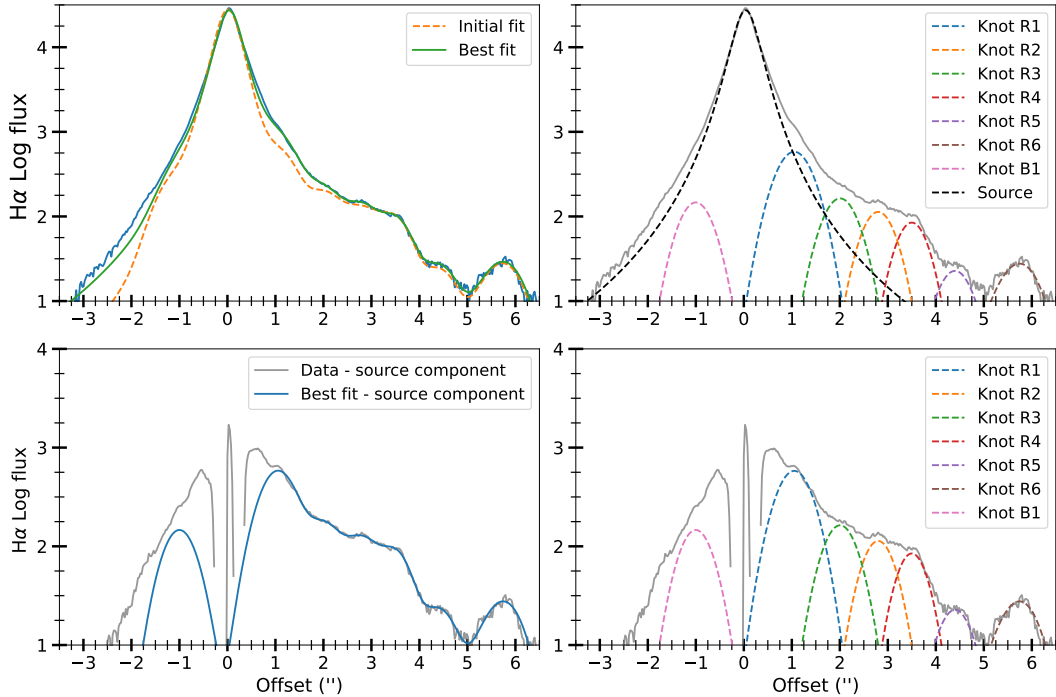 Hα Log flux
4
3
2
1
Initial fit
Best fit
−3 −2 −1 0 1 2 3 4 5 6
4
3
2
1
Knot R1
Knot R2
Knot R3
Knot R4
Knot R5
Knot R6
Knot B1
Source
−3 −2 −1 0 1 2 3 4 5 6
Hα Log flux
4
3
2
1
Data - source component
Best fit - source component
−3 −2 −1 0 1 2 3 4 5 6
Offset ('')
4
3
2
1
Knot R1
Knot R2
Knot R3
Knot R4
Knot R5
Knot R6
Knot B1
−3 −2 −1 0 1 2 3 4 5 6
Offset ('')